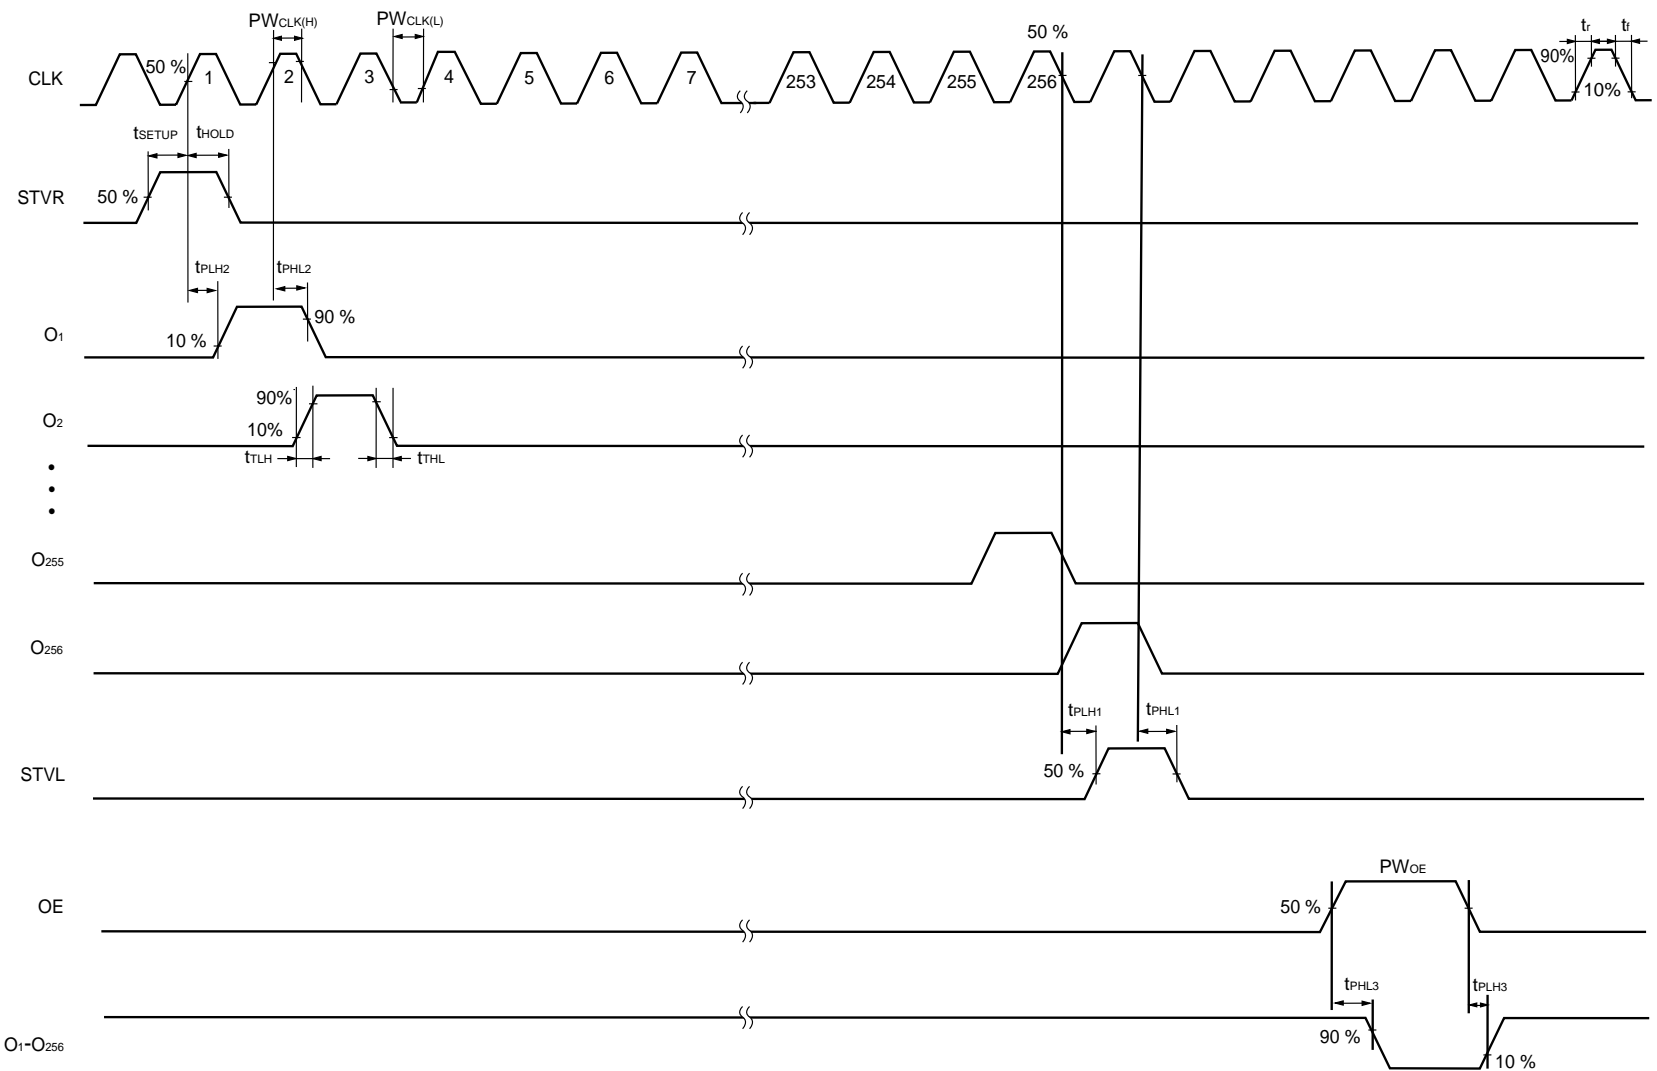 PWCLK(H) PWCLK(L) 50 % tr tf
CLK 50 % 1 2 3 4 5 6 7 253 254 255 256 90% 10%
tSETUP tHOLD
STVR 50 %
tPLH2 tPHL2
O1 10 % 90 %
O2 90% 10%
tTLH tTHL
O255
O256
tPLH1 tPHL1
STVL 50 %
PWOE
OE 50 %
tPHL3 tPLH3
O1-O256 90 % 10 %